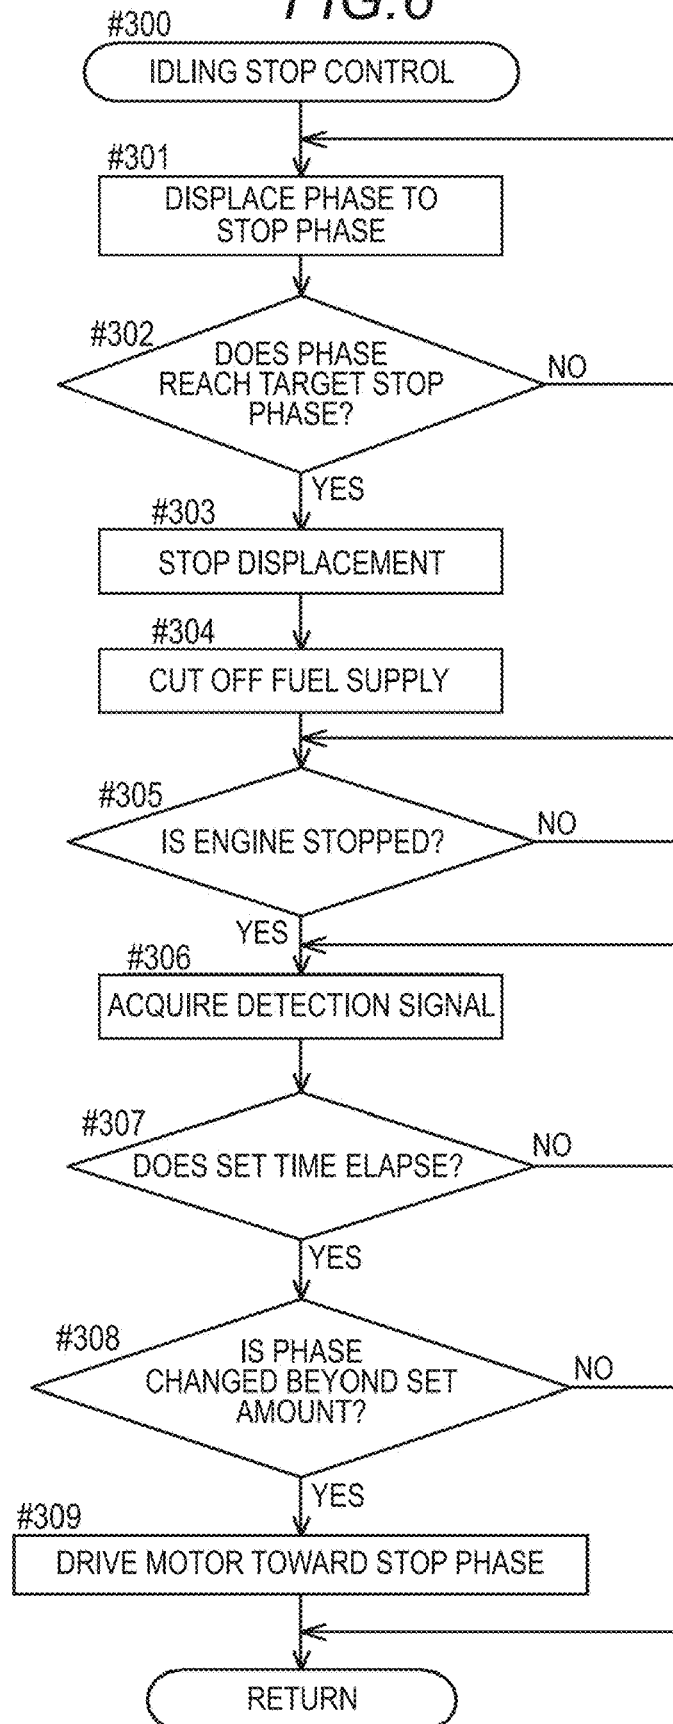 FIG.6
#300
IDLING STOP CONTROL
#301
DISPLACE PHASE TO
STOP PHASE
#302
DOES PHASE
REACH TARGET STOP
PHASE?
NO
YES
#303
STOP DISPLACEMENT
#304
CUT OFF FUEL SUPPLY
#305
IS ENGINE STOPPED?
NO
YES
#306
ACQUIRE DETECTION SIGNAL
#307
DOES SET TIME ELAPSE?
NO
YES
#308
IS PHASE
CHANGED BEYOND SET
AMOUNT?
NO
YES
#309
DRIVE MOTOR TOWARD STOP PHASE
RETURN